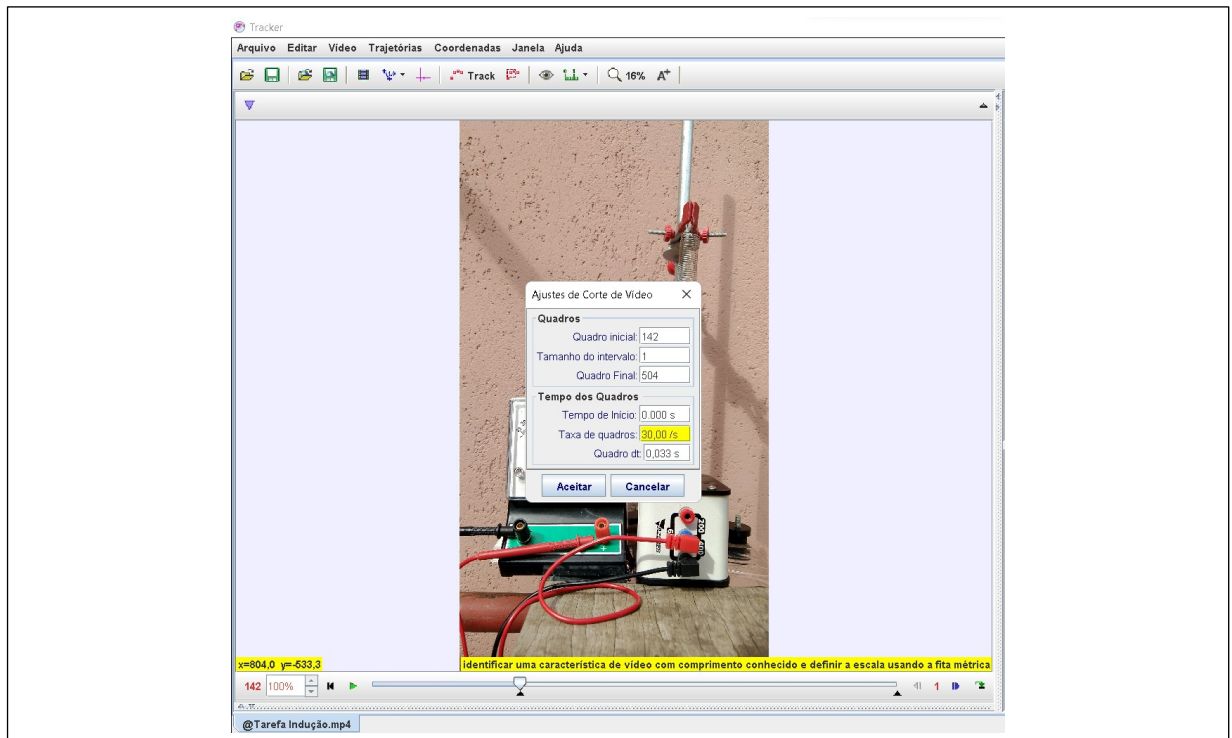 Tracker
Arquivo Editar Vídeo Trajetórias Coordenadas Janela Ajuda
Track 16% A+
Ajustes de Corte de Vídeo
Quadros
Quadro inicial: 142
Tamanho do intervalo: 1
Quadro Final: 504
Tempo dos Quadros
Tempo de Início: 0.000 s
Taxa de quadros: 30,00 /s
Quadro dt: 0,033 s
Aceitar Cancelar
x=804,0 y=-533,3 identificar uma característica de vídeo com comprimento conhecido e definir a escala usando a fita métrica
142 100% 1
@Tarefa Indução.mp4